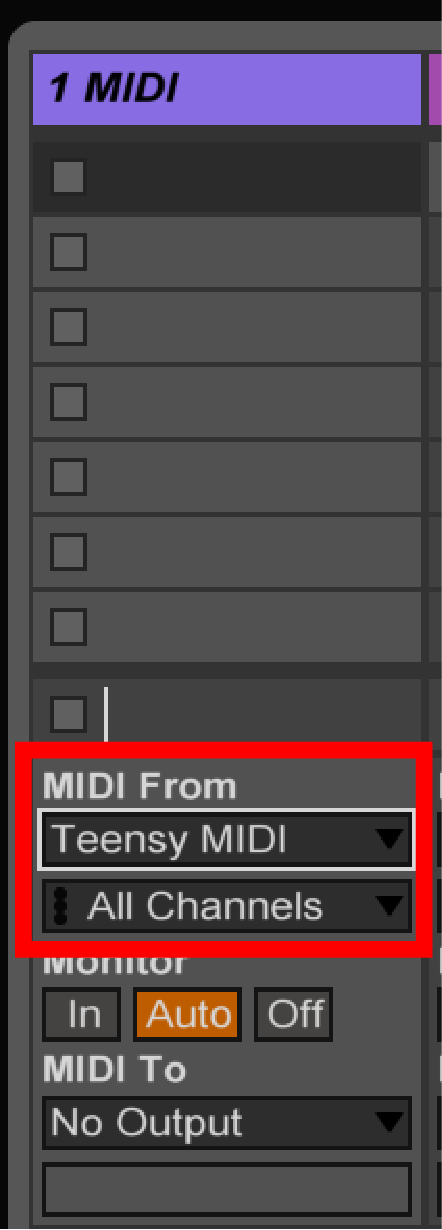 1 MIDI
MIDI From
Teensy MIDI
All Channels
Monitor
In Auto Off
MIDI To
No Output